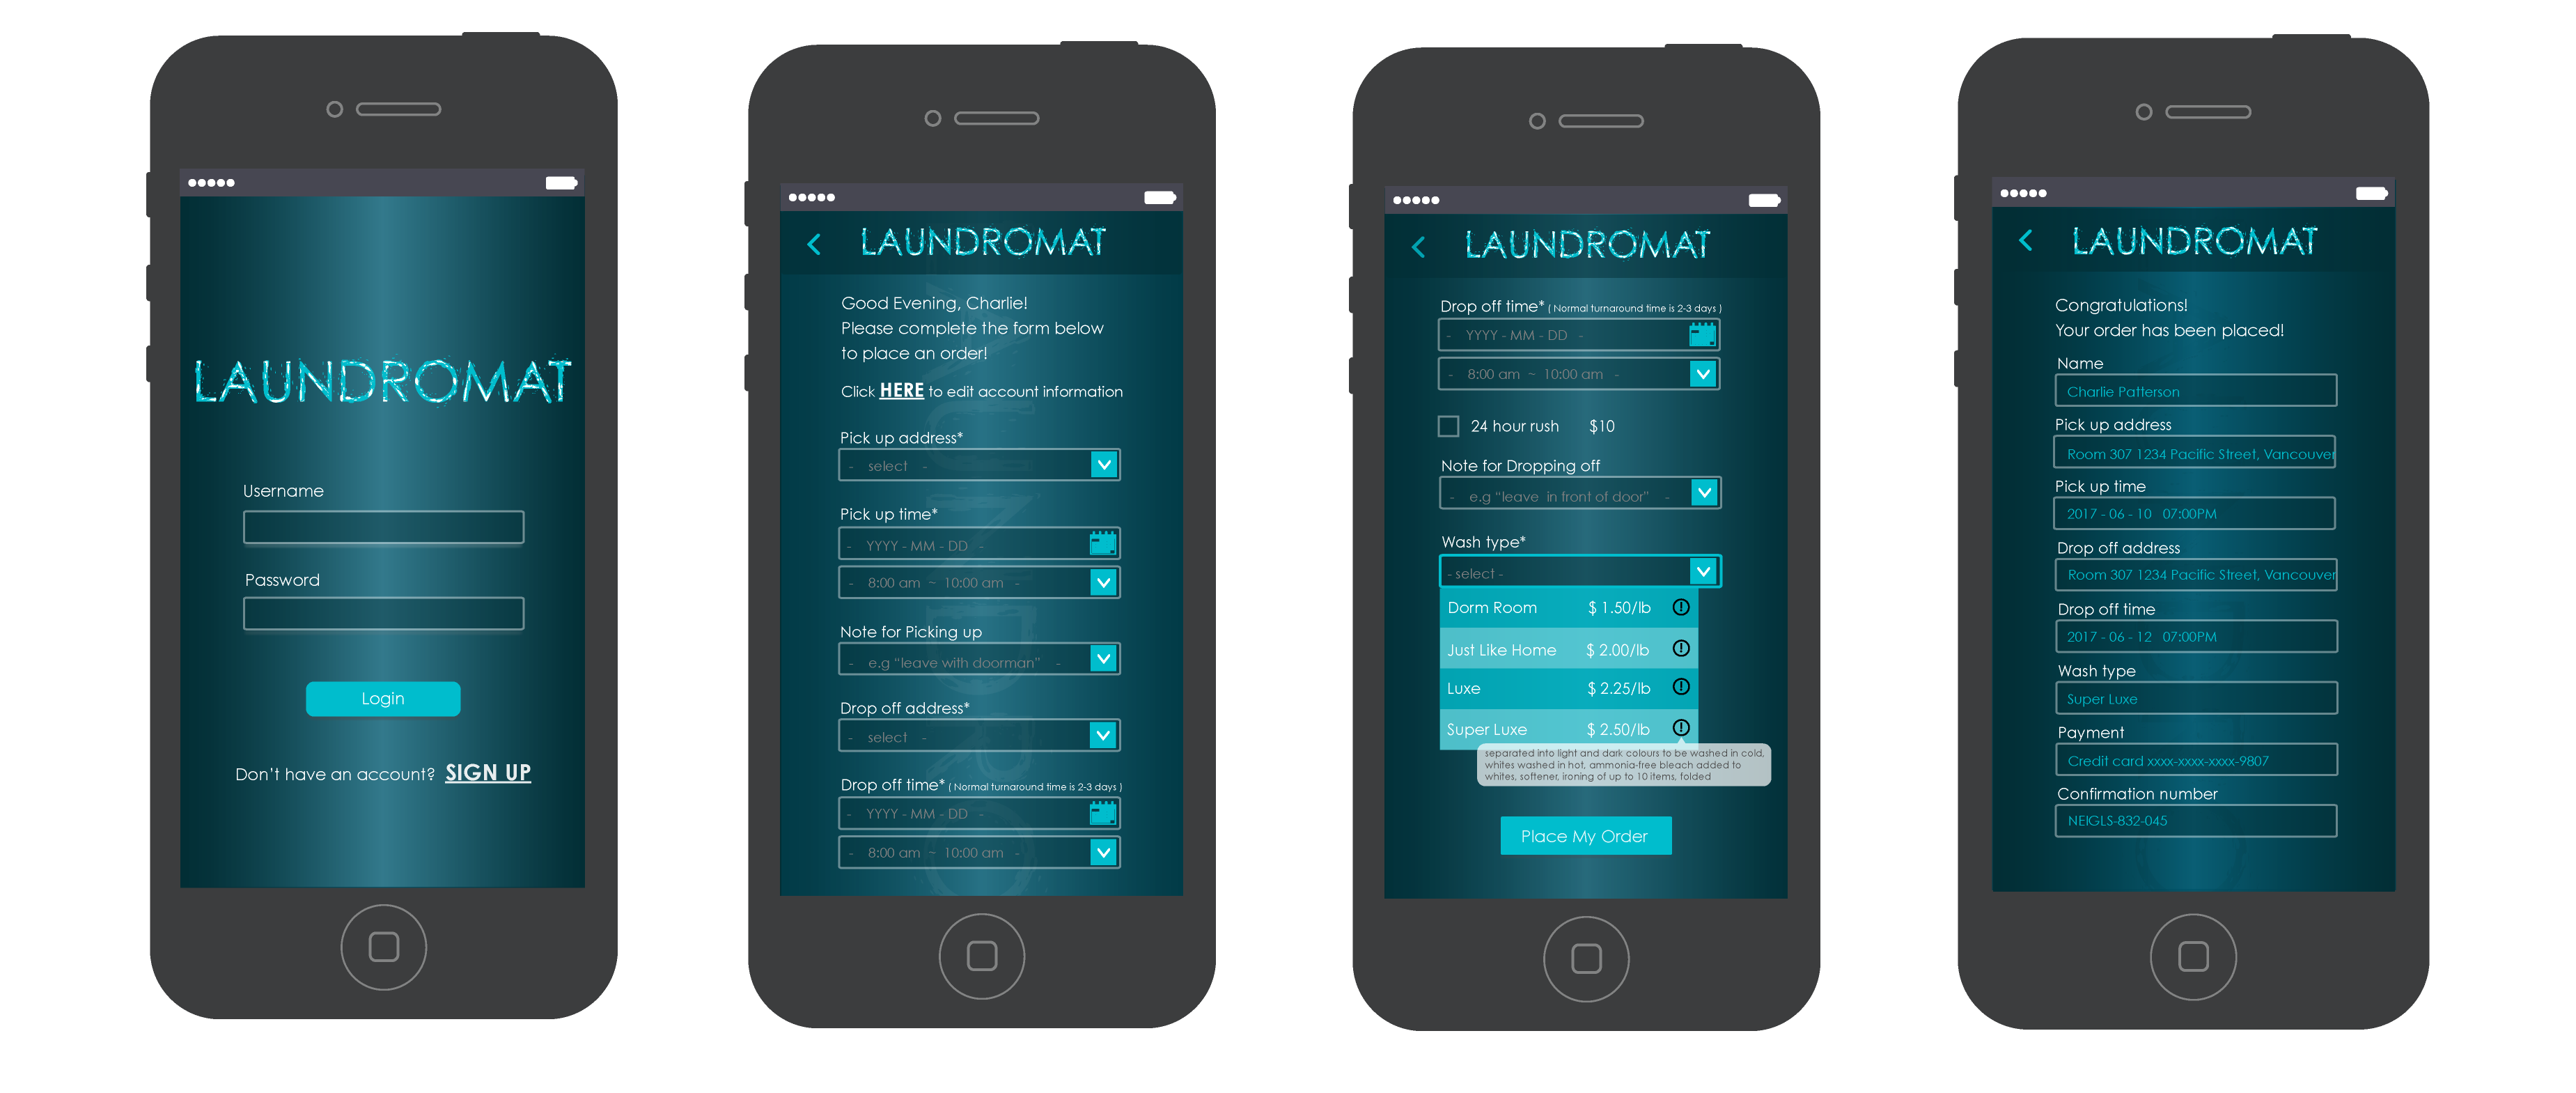 LAUNDROMAT
Username
Password
Login
Don't have an account? SIGN UP
LAUNDROMAT
Good Evening, Charlie!
Please complete the form below
to place an order!
Click HERE to edit account information
Pick up address*
- select -
Pick up time*
- YYYY - MM - DD -
- 8:00 am ~ 10:00 am -
Note for Picking up
- e.g "leave with doorman" -
Drop off address*
- select -
Drop off time* ( Normal turnaround time is 2-3 days )
- YYYY - MM - DD -
- 8:00 am ~ 10:00 am -
LAUNDROMAT
Drop off time* ( Normal turnaround time is 2-3 days )
- YYYY - MM - DD -
- 8:00 am ~ 10:00 am -
24 hour rush $10
Note for Dropping off
- e.g "leave in front of door" -
Wash type*
- select -
Dorm Room $ 1.50/lb
Just Like Home $ 2.00/lb
Luxe $ 2.25/lb
Super Luxe $ 2.50/lb
separated into light and dark colours to be washed in cold,
whites washed in hot, ammonia-free bleach added to
whites, softener, ironing of up to 10 items, folded
Place My Order
LAUNDROMAT
Congratulations!
Your order has been placed!
Name
Charlie Patterson
Pick up address
Room 307 1234 Pacific Street, Vancouver
Pick up time
2017 - 06 - 10 07:00PM
Drop off address
Room 307 1234 Pacific Street, Vancouver
Drop off time
2017 - 06 - 12 07:00PM
Wash type
Super Luxe
Payment
Credit card xxxx-xxxx-xxxx-9807
Confirmation number
NEIGLS-832-045